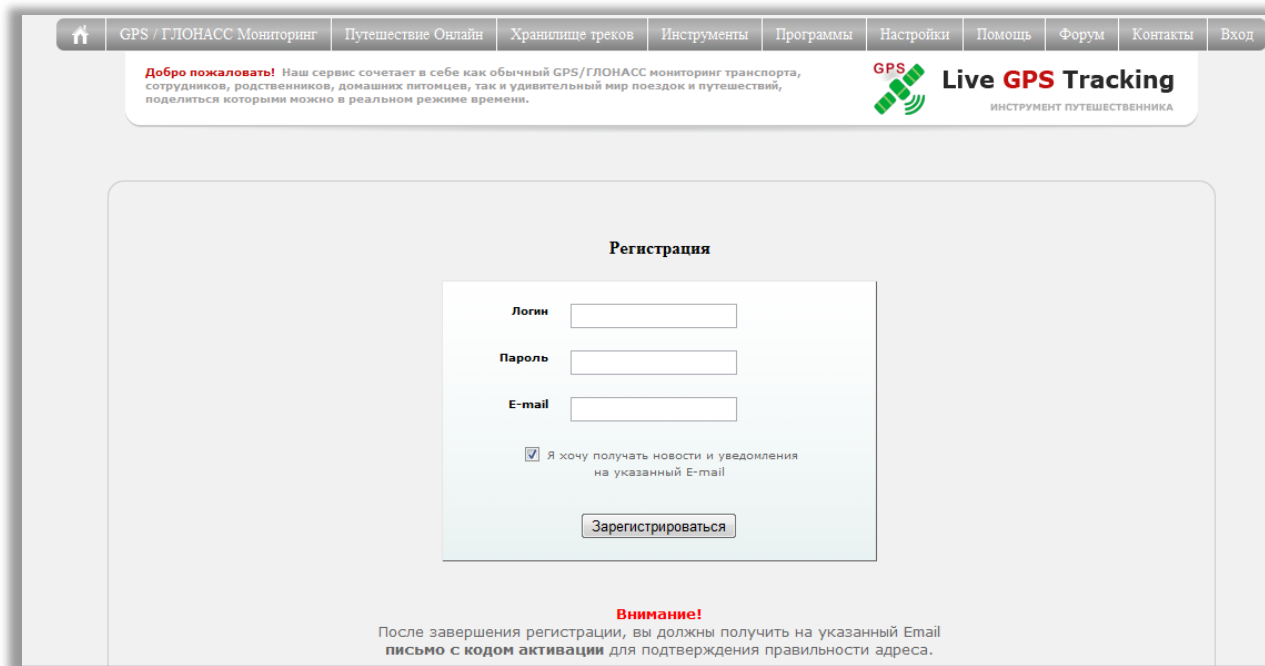 GPS / ГЛОНАСС Мониторинг Путешествие Онлайн Хранилище треков Инструменты Программы Настройки Помощь Форум Контакты Вход
Добро пожаловать! Наш сервис сочетает в себе как обычный GPS/ГЛОНАСС мониторинг транспорта,
сотрудников, родственников, домашних питомцев, так и удивительный мир поездок и путешествий,
поделиться которыми можно в реальном режиме времени.
GPS
Live GPS Tracking
ИНСТРУМЕНТ ПУТЕШЕСТВЕННИКА
Регистрация
Логин
Пароль
E-mail
Я хочу получать новости и уведомления
на указанный E-mail
Зарегистрироваться
Внимание!
После завершения регистрации, вы должны получить на указанный Email
письмо с кодом активации для подтверждения правильности адреса.